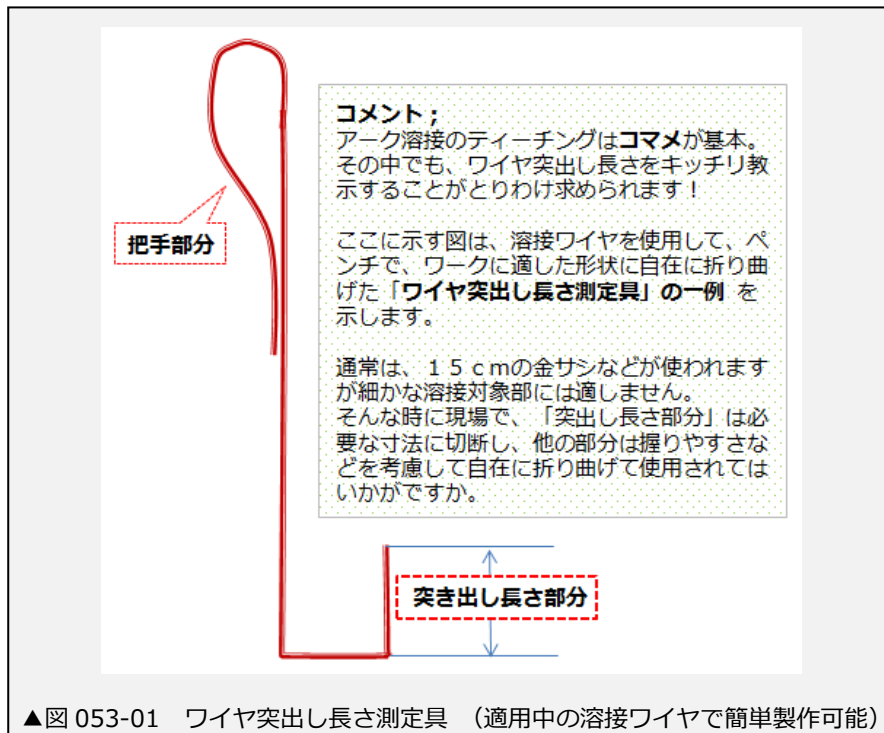 コメント；
アーク溶接のティーチングはコマメが基本。
その中でも、ワイヤ突出し長さをキッチリ教
示することがとりわけ求められます！
ここに示す図は、溶接ワイヤを使用して、ペ
ンチで、ワークに適した形状に自在に折り曲
げた「ワイヤ突出し長さ測定具」の一例 を
示します。
通常は、１５ｃｍの金サシなどが使われます
が細かな溶接対象部には適しません。
そんな時に現場で、「突出し長さ部分」は必
要な寸法に切断し、他の部分は握りやすさな
どを考慮して自在に折り曲げて使用されては
いかがですか。
把手部分
突き出し長さ部分
▲図 053-01 ワイヤ突出し長さ測定具 （適用中の溶接ワイヤで簡単製作可能）